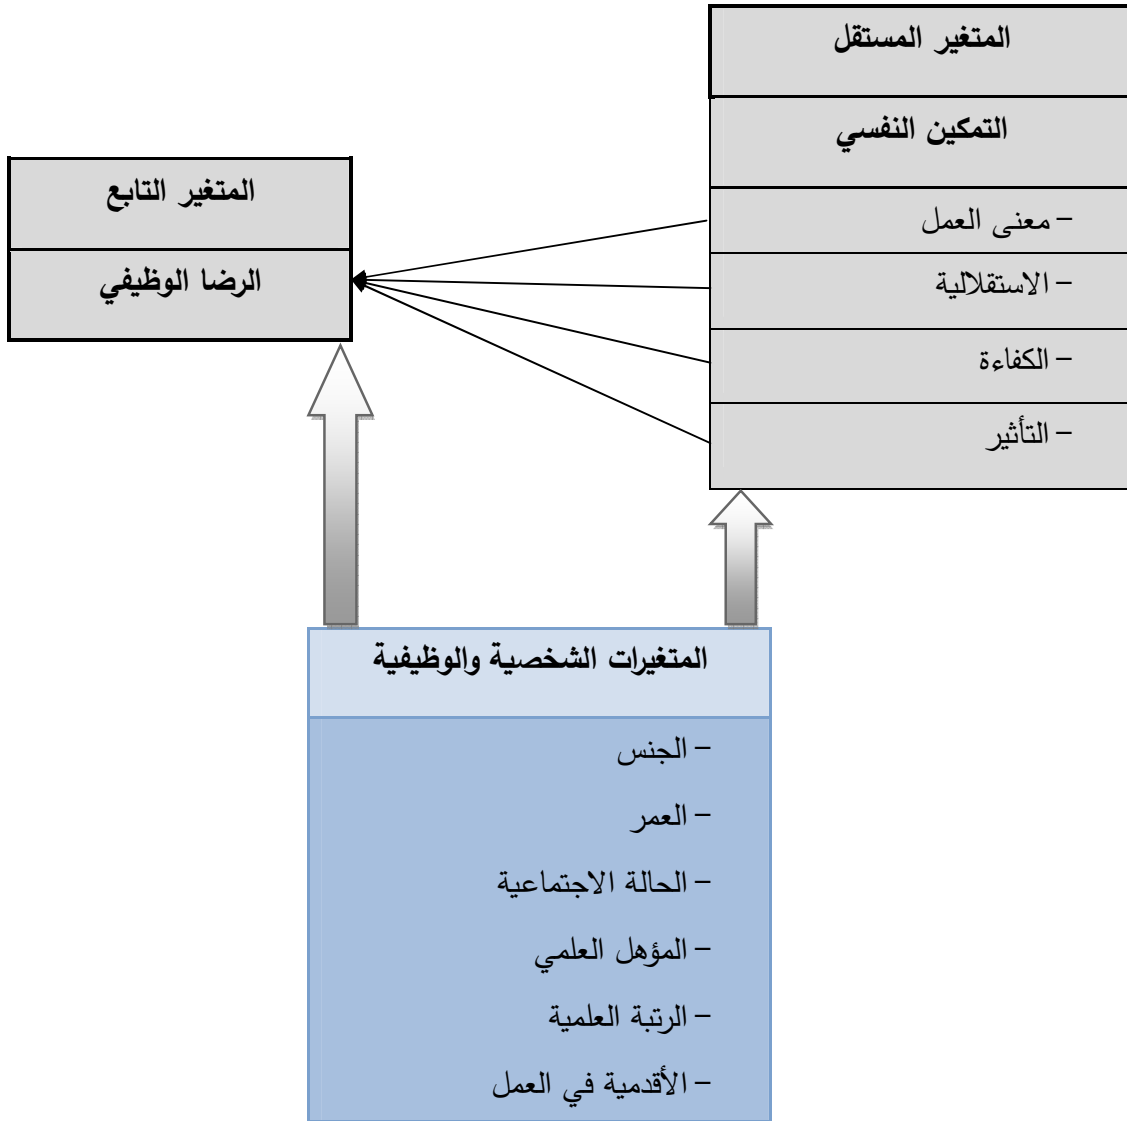 المتغير المستقل
التمكين النفسي
- معنى العمل
- الاستقلالية
- الكفاءة
- التأثير
المتغير التابع
الرضا الوظيفي
المتغيرات الشخصية والوظيفية
- الجنس
- العمر
- الحالة الاجتماعية
- المؤهل العلمي
- الرتبة العلمية
- الأقدمية في العمل